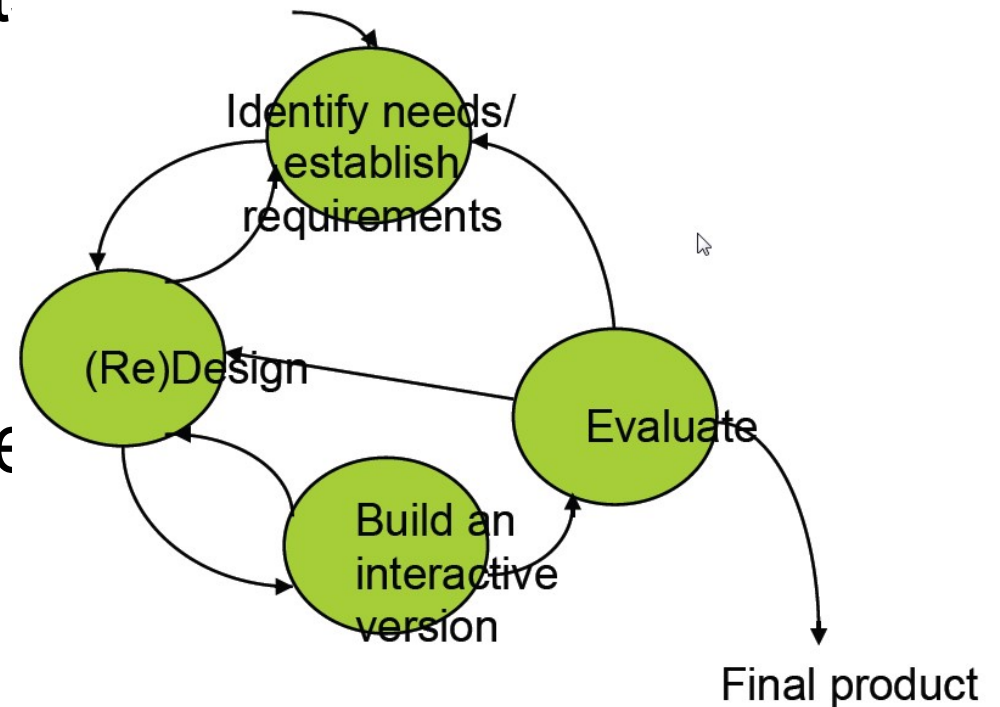 Identify needs/
establish
requirements
(Re)Design
Evaluate
Build an
interactive
version
Final product